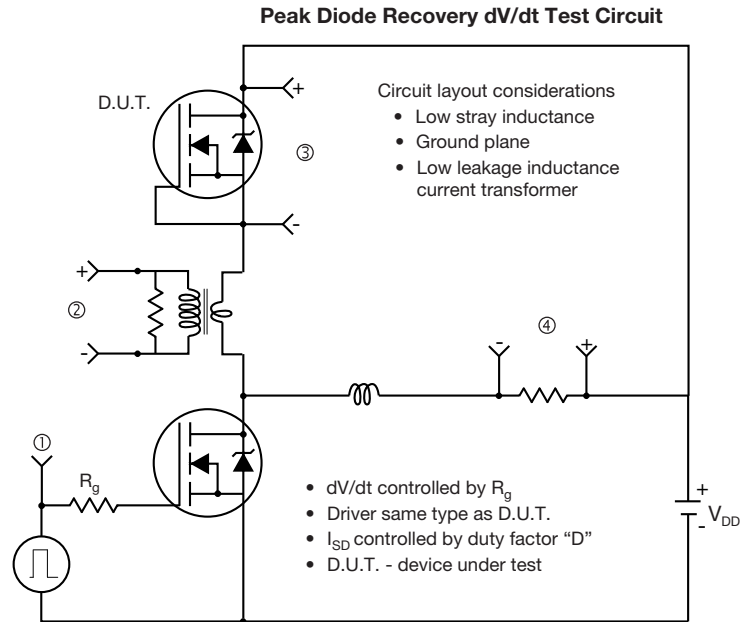 Peak Diode Recovery dV/dt Test Circuit
D.U.T.
+
-
③
Circuit layout considerations
• Low stray inductance
• Ground plane
• Low leakage inductance
current transformer
+
②
-
④
-
+
①
Rg
• dV/dt controlled by Rg
• Driver same type as D.U.T.
• ISD controlled by duty factor “D”
• D.U.T. - device under test
+
-
VDD